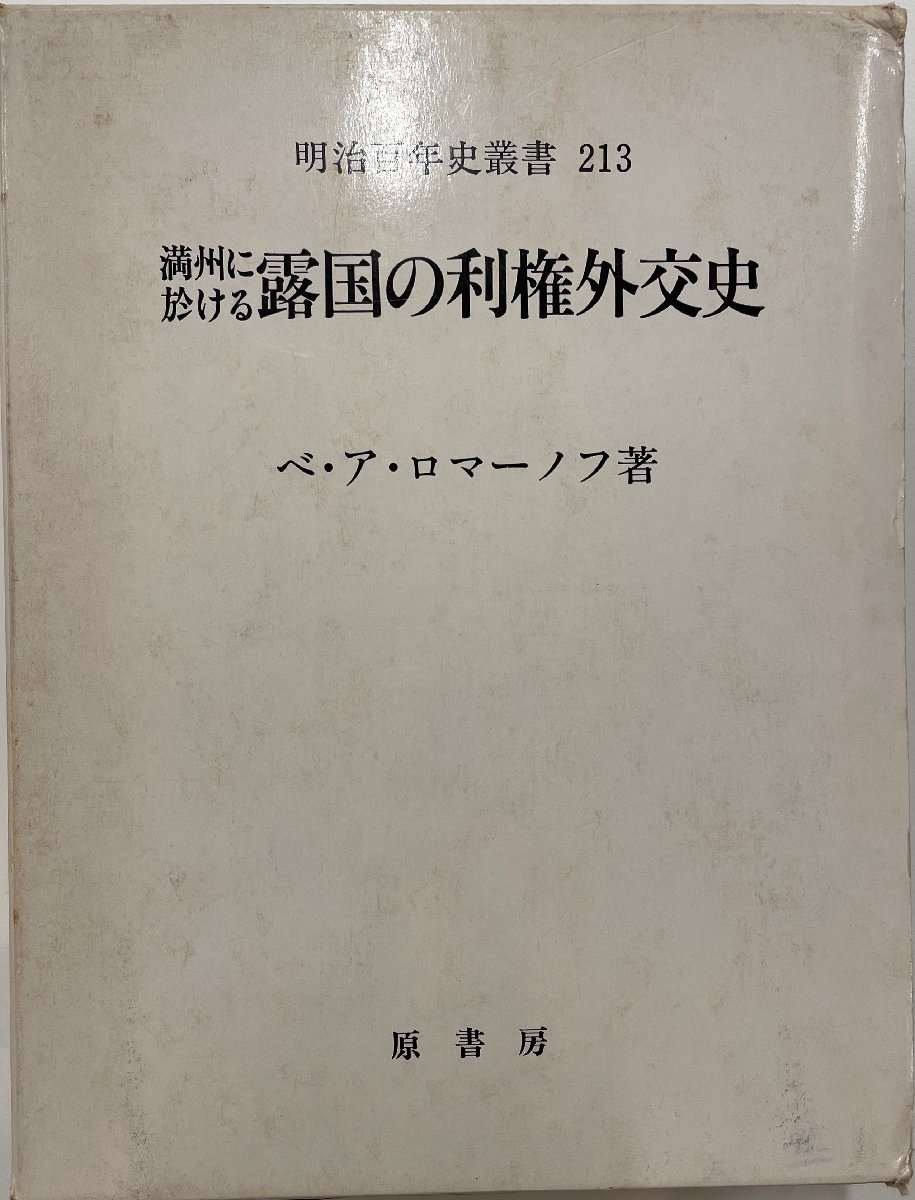 明治百年史叢書 213
満州に於ける露国の利権外交史
ベ・ア・ロマーノフ著
原書房